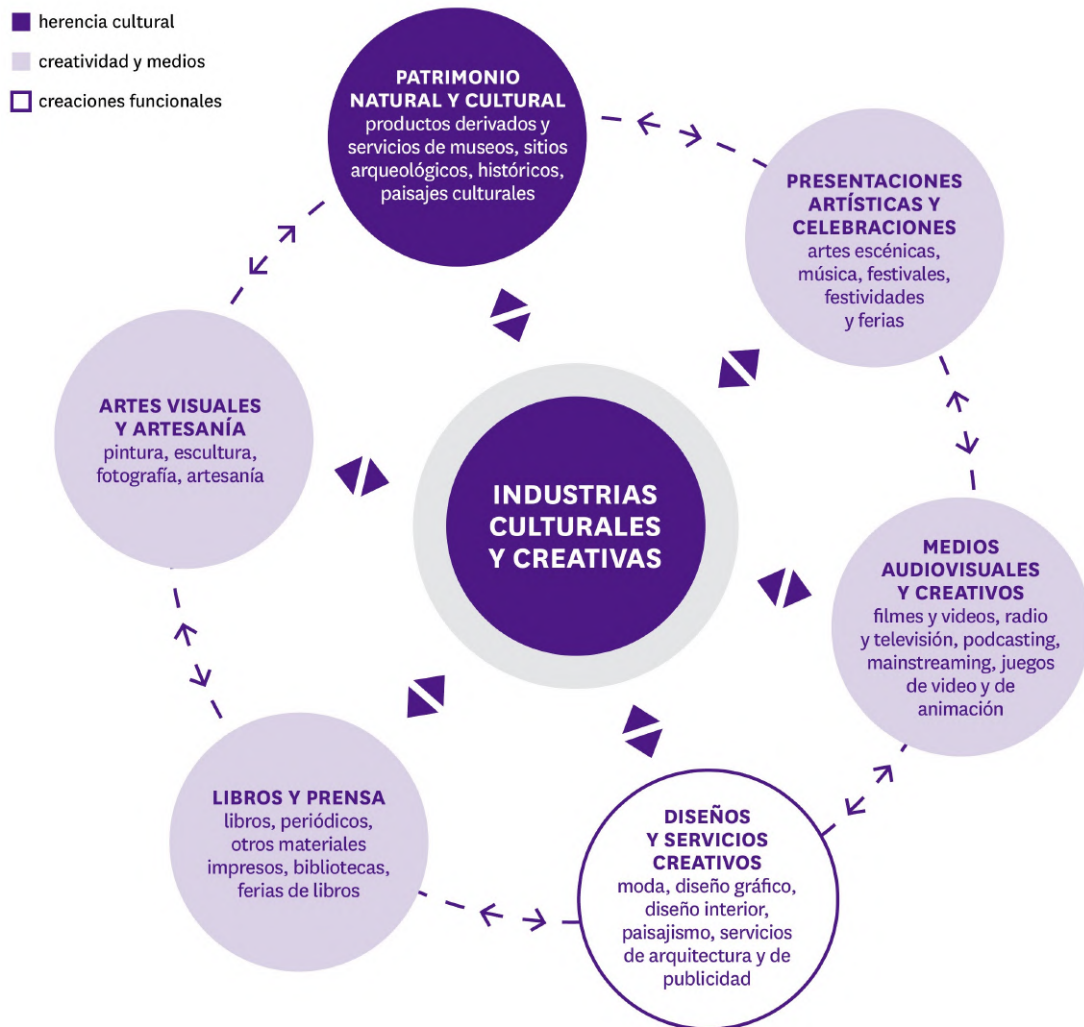 herencia cultural
creatividad y medios
creaciones funcionales
PATRIMONIO
NATURAL Y CULTURAL
productos derivados y
servicios de museos, sitios
arqueológicos, históricos,
paisajes culturales
PRESENTACIONES
ARTÍSTICAS Y
CELEBRACIONES
artes escénicas,
música, festivales,
festividades
y ferias
ARTES VISUALES
Y ARTESANÍA
pintura, escultura,
fotografía, artesanía
INDUSTRIAS
CULTURALES
Y CREATIVAS
MEDIOS
AUDIOVISUALES
Y CREATIVOS
filmes y videos, radio
y televisión, podcasting,
mainstreaming, juegos
de video y de
animación
LIBROS Y PRENSA
libros, periódicos,
otros materiales
impresos, bibliotecas,
ferias de libros
DISEÑOS
Y SERVICIOS
CREATIVOS
moda, diseño gráfico,
diseño interior,
paisajismo, servicios
de arquitectura y de
publicidad